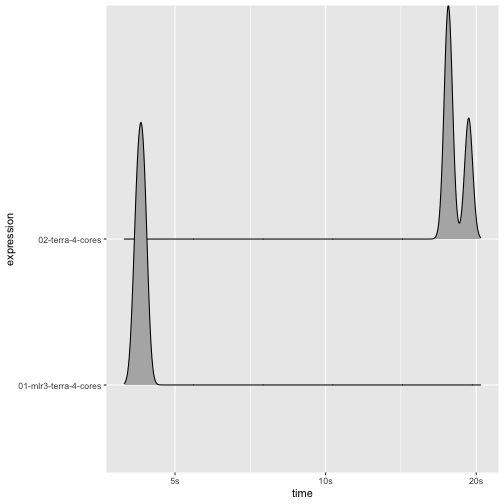 expression
02-terra-4-cores
01-mlr3-terra-4-cores
5s 10s 20s
time